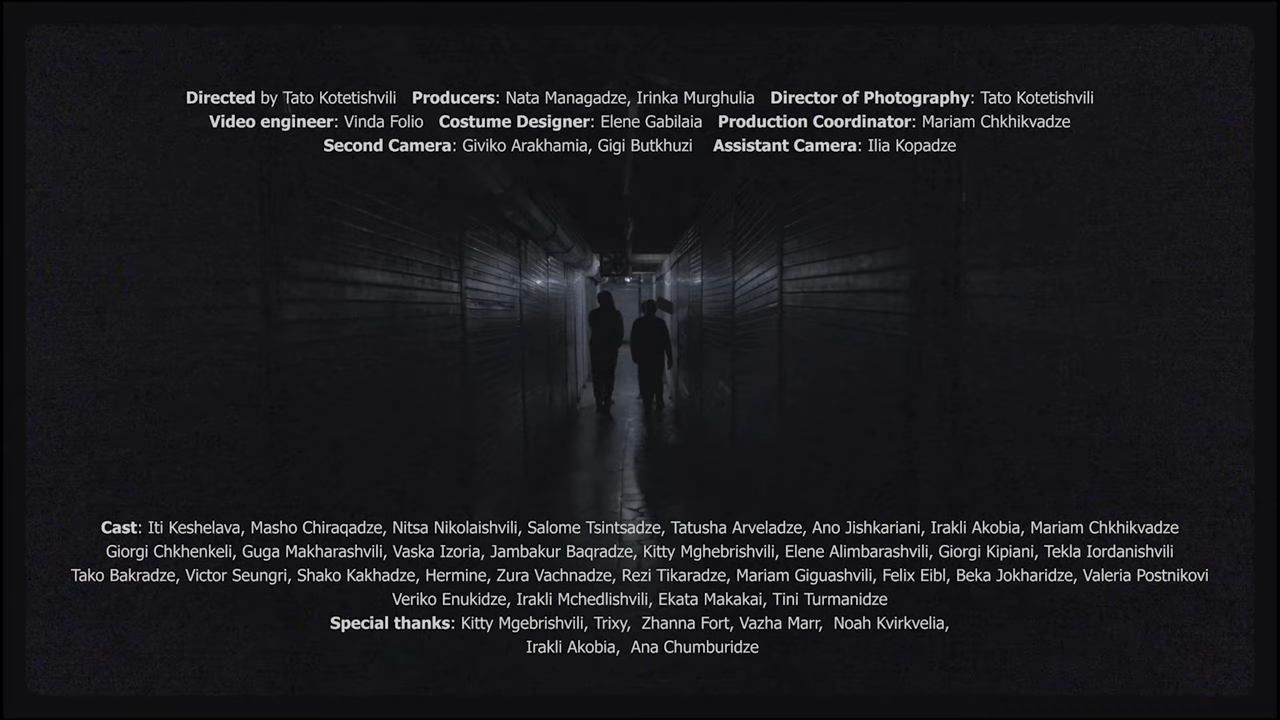 Directed by Tato Kotetishvili Producers: Nata Managadze, Irinka Murghulia Director of Photography: Tato Kotetishvili
Video engineer: Vinda Folio Costume Designer: Elene Gabilaia Production Coordinator: Mariam Chkhikvadze
Second Camera: Giviko Arakhamia, Gigi Butkhuzi Assistant Camera: Ilia Kopadze
Cast: Iti Keshelava, Masho Chiraqadze, Nitsa Nikolaishvili, Salome Tsintsadze, Tatusha Arveladze, Ano Jishkariani, Irakli Akobia, Mariam Chkhikvadze
Giorgi Chkhenkeli, Guga Makharashvili, Vaska Izoria, Jambakur Baqradze, Kitty Mghebrishvili, Elene Alimbarashvili, Giorgi Kipiani, Tekla Iordanishvili
Tako Bakradze, Victor Seungri, Shako Kakhadze, Hermine, Zura Vachnadze, Rezi Tikaradze, Mariam Giguashvili, Felix Eibl, Beka Jokharidze, Valeria Postnikovi
Veriko Enukidze, Irakli Mchedlishvili, Ekata Makakai, Tini Turmanidze
Special thanks: Kitty Mgebrishvili, Trixy, Zhanna Fort, Vazha Marr, Noah Kvirkvelia,
Irakli Akobia, Ana Chumburidze